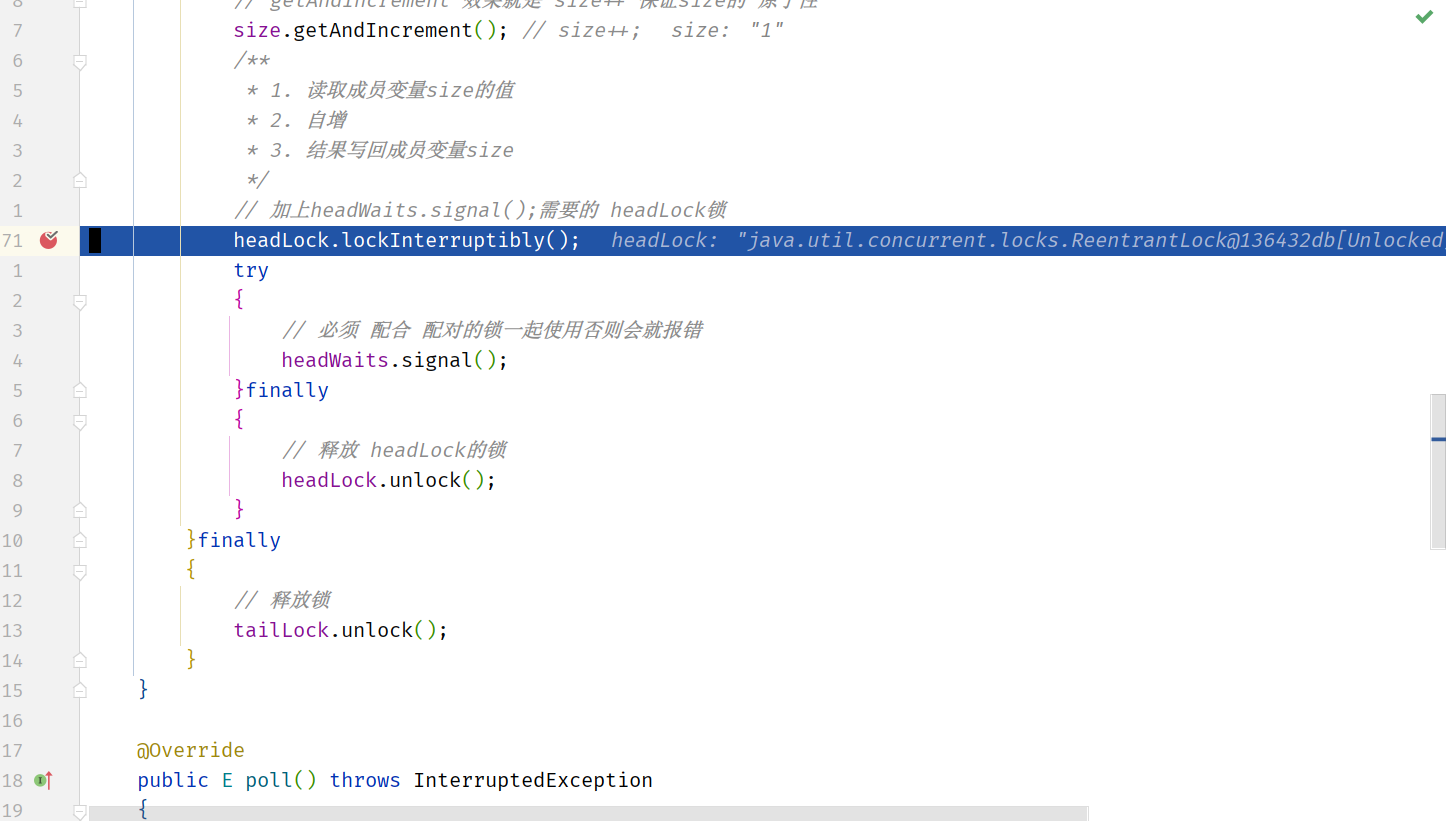 8 // getAndIncrement 效果就是 size++ 保证size的 原子性
7 size.getAndIncrement(); // size++; size: "1"
6 /**
5 * 1. 读取成员变量size的值
4 * 2. 自增
3 * 3. 结果写回成员变量size
2 */
1 // 加上headWaits.signal();需要的 headLock锁
71 headLock.lockInterruptibly(); headLock: "java.util.concurrent.locks.ReentrantLock@136432db[Unlocked]
1 try
2 {
3 // 必须 配合 配对的锁一起使用否则会就报错
4 headWaits.signal();
5 }finally
6 {
7 // 释放 headLock的锁
8 headLock.unlock();
9 }
10 }finally
11 {
12 // 释放锁
13 tailLock.unlock();
14 }
15 }
16
17 @Override
18 public E poll() throws InterruptedException
19 {